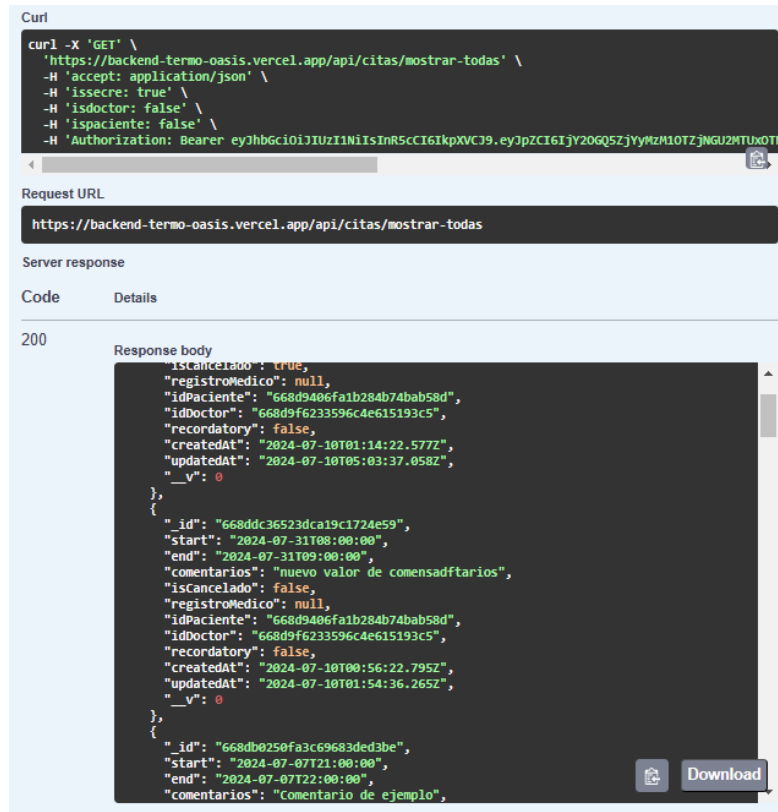 Curl
curl -X 'GET' \
'https://backend-termo-oasis.vercel.app/api/citas/mostrar-todas' \
-H 'accept: application/json' \
-H 'issecre: true' \
-H 'isdoctor: false' \
-H 'ispaciente: false' \
-H 'Authorization: Bearer
Request URL
https://backend-termo-oasis.vercel.app/api/citas/mostrar-todas
Server response
Code Details
200
Response body
"isCancelado": true,
"registroMedico": null,
"idPaciente": "668d9406fa1b284b74bab58d",
"idDoctor": "668d9f6233596c4e615193c5",
"recordatory": false,
"createdAt": "2024-07-10T01:14:22.577Z",
"updatedAt": "2024-07-10T05:03:37.058Z",
"__v": 0
},
{
"_id": "668ddc36523dca19c1724e59",
"start": "2024-07-31T08:00:00",
"end": "2024-07-31T09:00:00",
"comentarios": "nuevo valor de comensadftarios",
"isCancelado": false,
"registroMedico": null,
"idPaciente": "668d9406fa1b284b74bab58d",
"idDoctor": "668d9f6233596c4e615193c5",
"recordatory": false,
"createdAt": "2024-07-10T00:56:22.795Z",
"updatedAt": "2024-07-10T01:54:36.265Z",
"__v": 0
},
{
"_id": "668db0250fa3c69683ded3be",
"start": "2024-07-07T21:00:00",
"end": "2024-07-07T22:00:00",
"comentarios": "Comentario de ejemplo",
Download